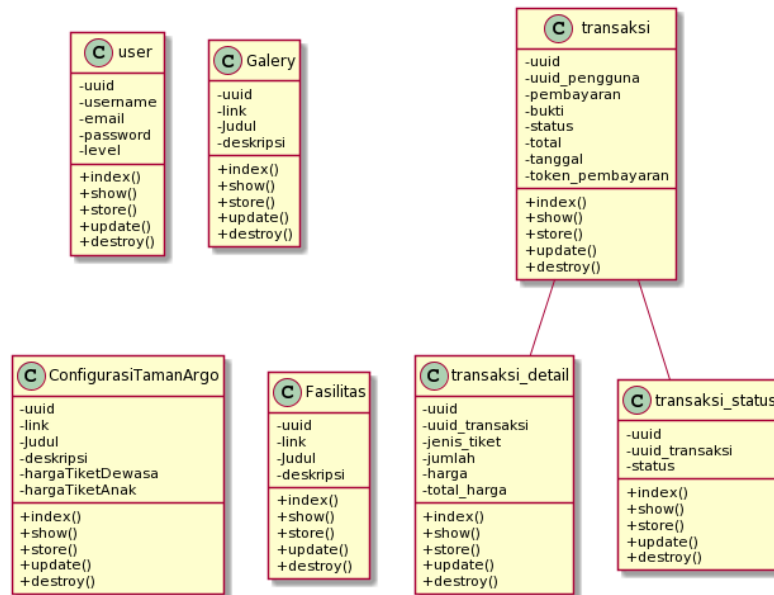 C user
-uuid
-username
-email
-password
-level
+index()
+show()
+store()
+update()
+destroy()
C Galery
-uuid
-link
-Judul
-deskripsi
+index()
+show()
+store()
+update()
+destroy()
C transaksi
-uuid
-uuid_pengguna
-pembayaran
-bukti
-status
-total
-tanggal
-token_pembayaran
+index()
+show()
+store()
+update()
+destroy()
C ConfigurasiTamanArgo
-uuid
-link
-Judul
-deskripsi
-hargaTiketDewasa
-hargaTiketAnak
+index()
+show()
+store()
+update()
+destroy()
C Fasilitas
-uuid
-link
-Judul
-deskripsi
+index()
+show()
+store()
+update()
+destroy()
C transaksi_detail
-uuid
-uuid_transaksi
-jenis_tiket
-jumlah
-harga
-total_harga
+index()
+show()
+store()
+update()
+destroy()
C transaksi_status
-uuid
-uuid_transaksi
-status
+index()
+show()
+store()
+update()
+destroy()